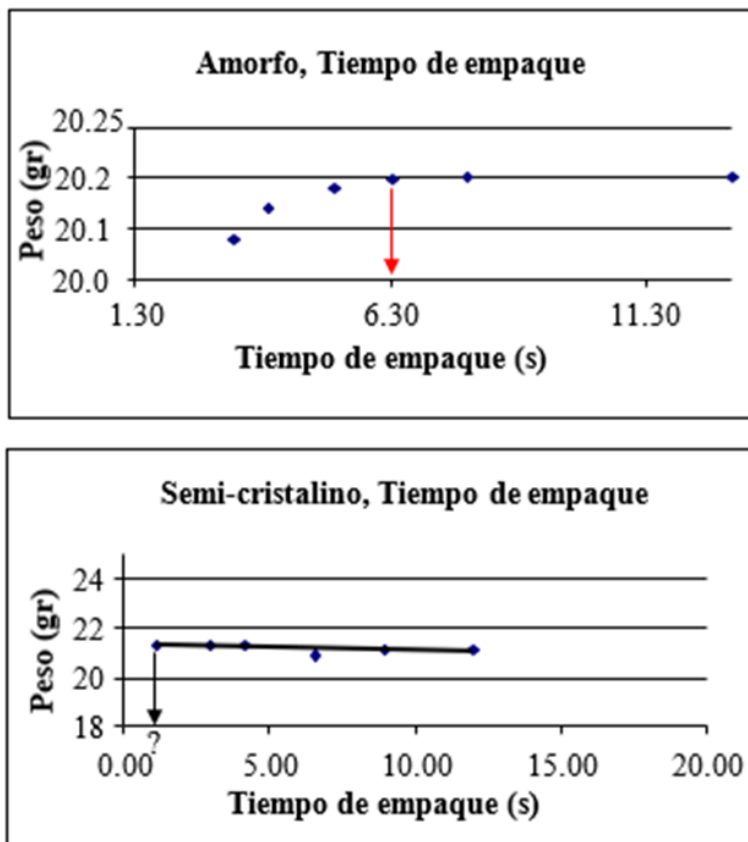 Amorfo, Tiempo de empaque
20.25
20.2
20.1
20.0
Peso (gr)
1.30 6.30 11.30
Tiempo de empaque (s)
Semi-cristalino, Tiempo de empaque
24
22
20
18
Peso (gr)
?
0.00 5.00 10.00 15.00 20.00
Tiempo de empaque (s)